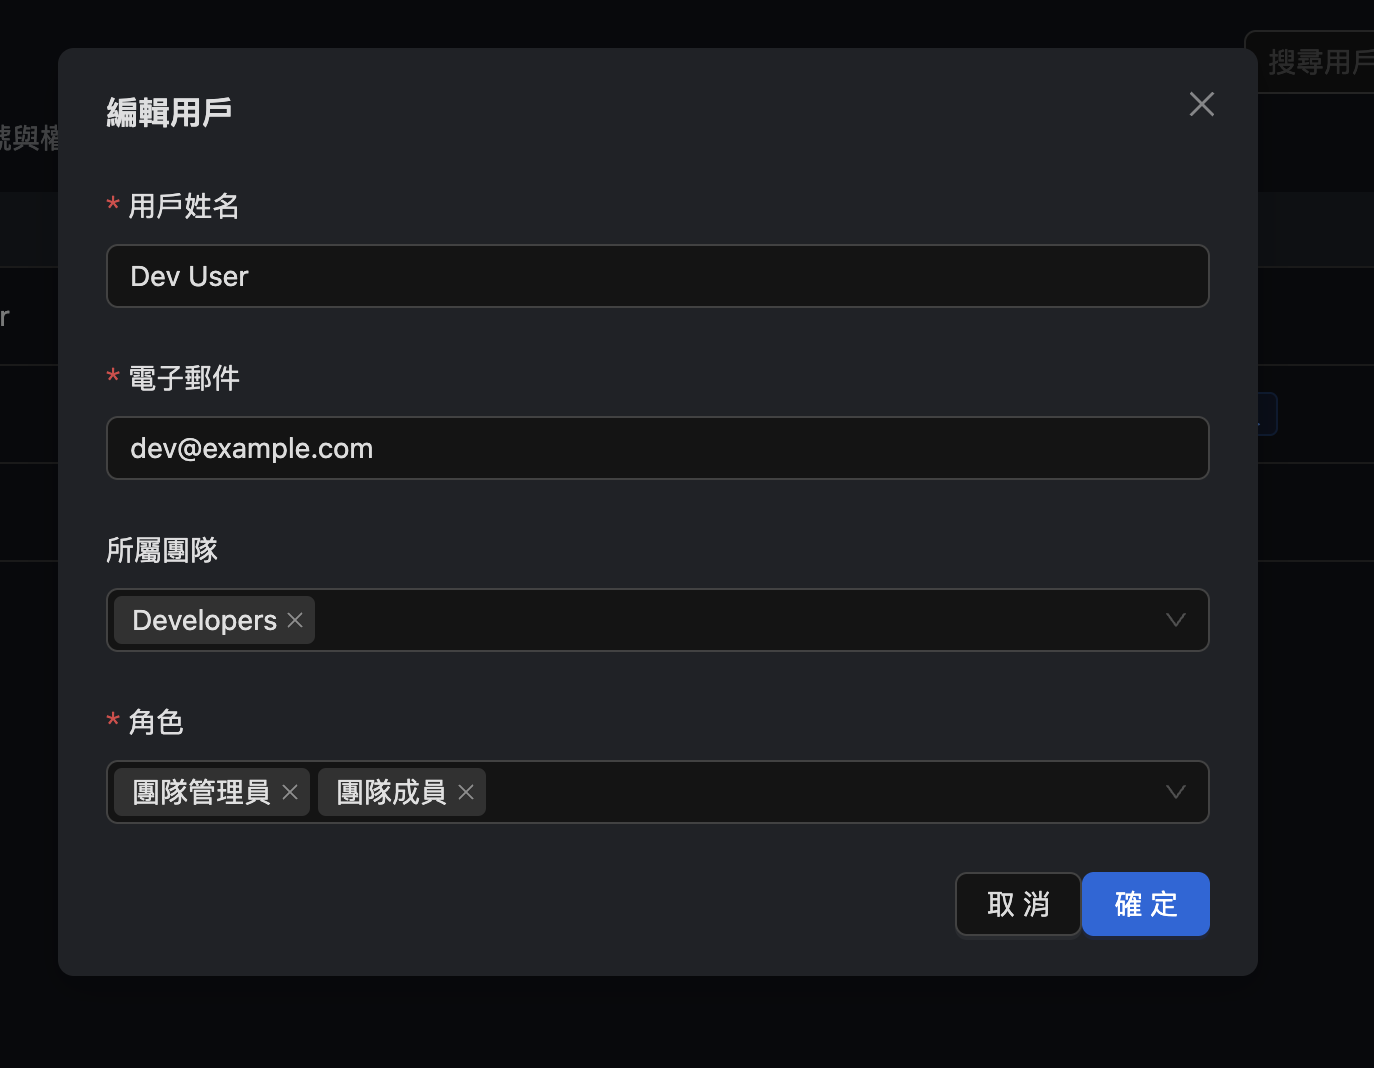 搜尋用戶
編輯用戶
號與權
* 用戶姓名
Dev User
r
* 電子郵件
dev@example.com
所屬團隊
Developers
* 角色
團隊管理員 團隊成員
取消 確定